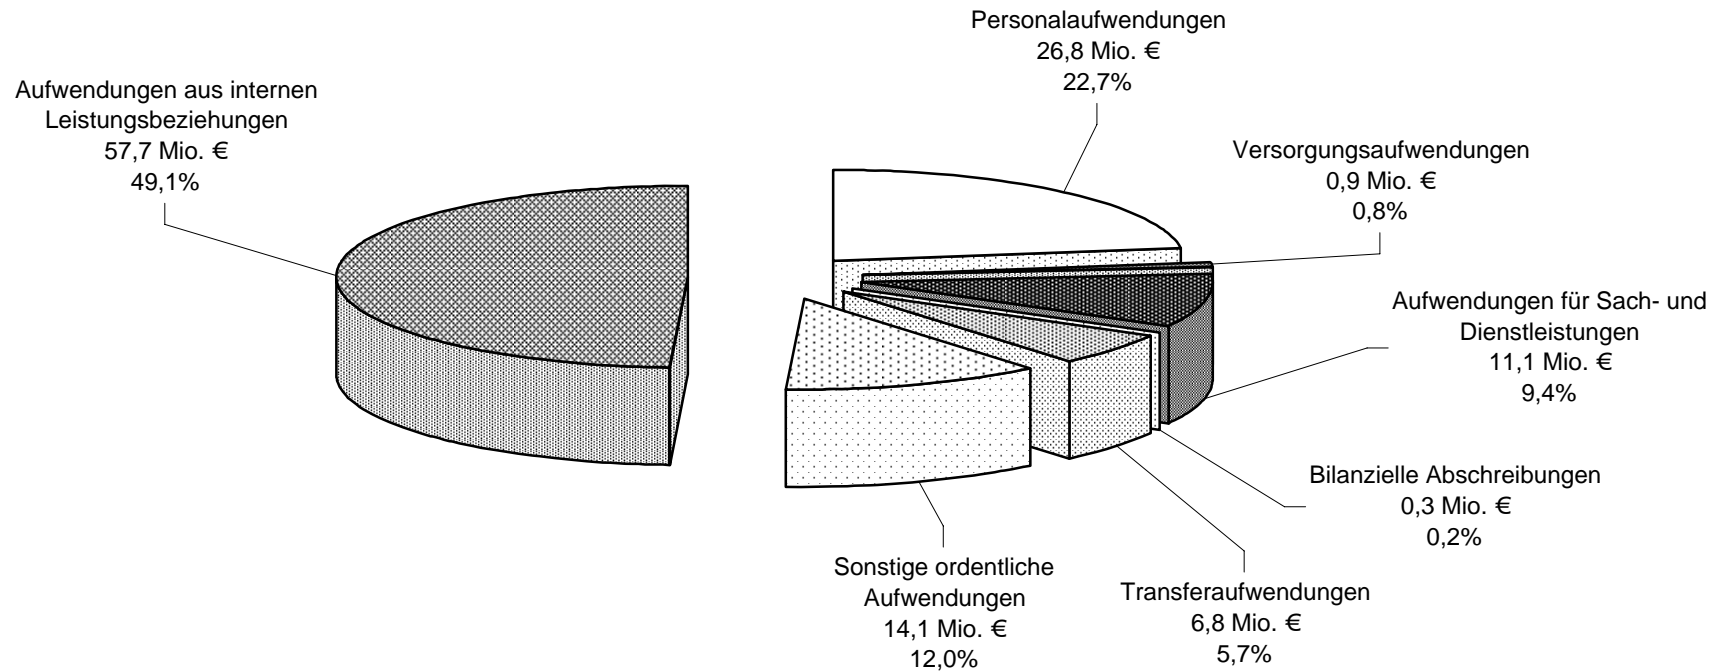 Personalaufwendungen
26,8 Mio. €
22,7%
Aufwendungen aus internen
Leistungsbeziehungen
57,7 Mio. €
49,1%
Versorgungsaufwendungen
0,9 Mio. €
0,8%
Aufwendungen für Sach- und
Dienstleistungen
11,1 Mio. €
9,4%
Bilanzielle Abschreibungen
0,3 Mio. €
0,2%
Transferaufwendungen
6,8 Mio. €
5,7%
Sonstige ordentliche
Aufwendungen
14,1 Mio. €
12,0%